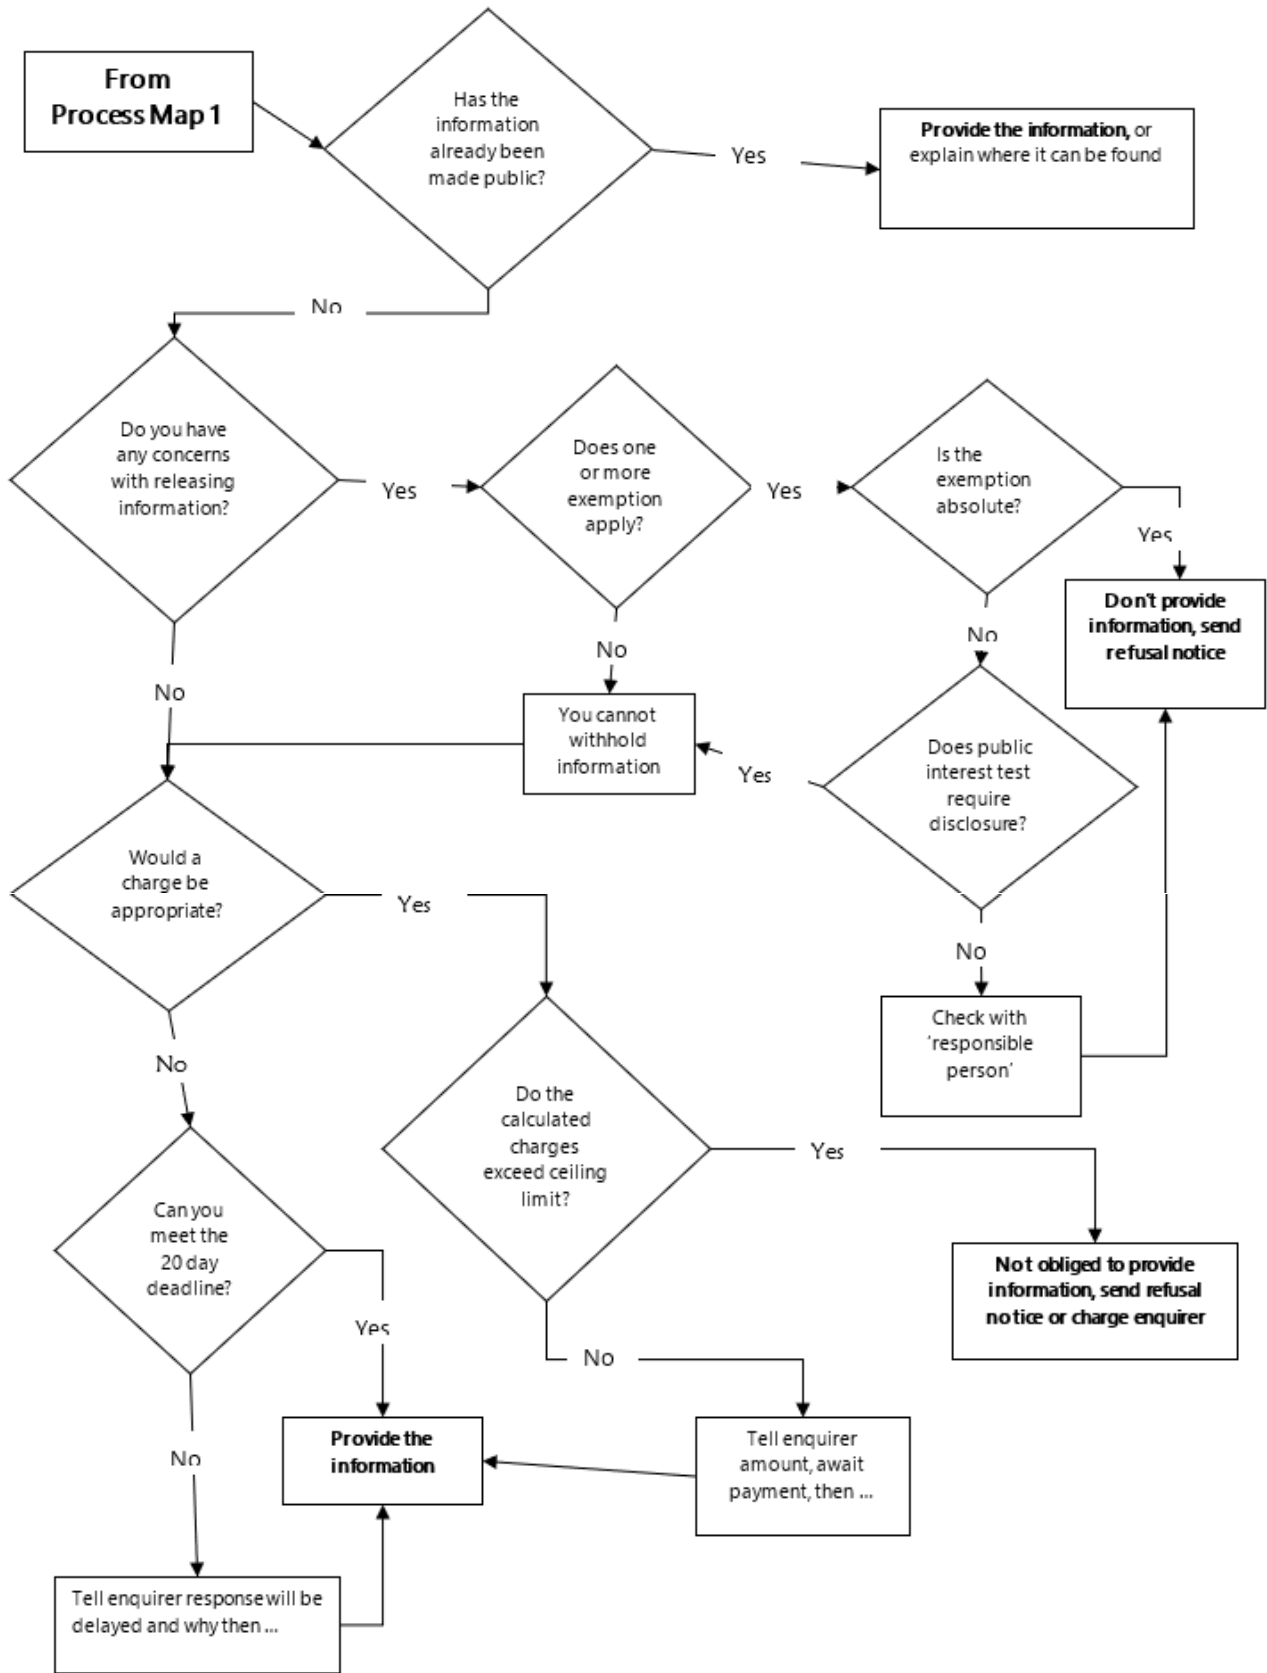 From
Process Map 1
Has the
information
already been
made public?
Yes
Provide the information, or
explain where it can be found
No
Do you have
any concerns
with releasing
information?
Yes
Does one
or more
exemption
apply?
Yes
Is the
exemption
absolute?
Yes
Don't provide
information, send
refusal notice
No
No
No
You cannot
withhold
information
Yes
Does public
interest test
require
disclosure?
Would a
charge be
appropriate?
Yes
No
Check with
'responsible
person'
No
Do the
calculated
charges
exceed ceiling
limit?
Yes
Can you
meet the
20 day
deadline?
Not obliged to provide
information, send refusal
notice or charge enquirer
Yes
No
No
Provide the
information
Tell enquirer
amount, await
payment, then ...
Tell enquirer response will be
delayed and why then ...